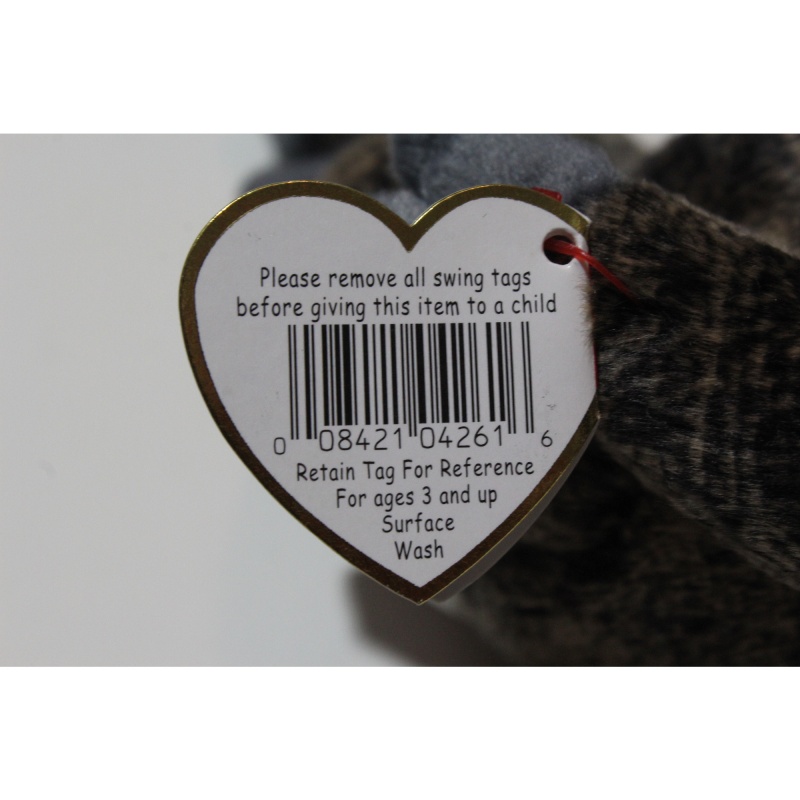 Please remove all swing tags
before giving this item to a child
0 08421 04261 6
Retain Tag For Reference
For ages 3 and up
Surface
Wash